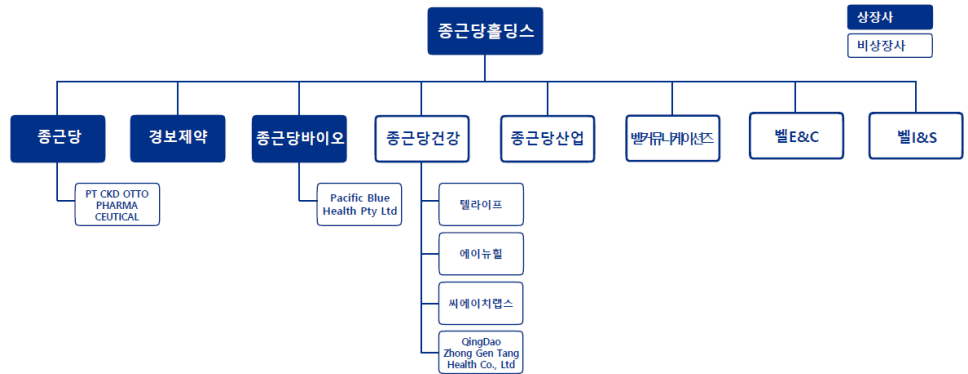 종근당홀딩스
상장사
비상장사
종근당
경보제약
종근당바이오
종근당건강
종근당산업
벨커뮤니케이션즈
벨E&C
벨I&S
PT CKD OTTO
PHARMA
CEUTICAL
Pacific Blue
Health Pty Ltd
텔라이프
에이뉴힐
씨에이치랩스
QingDao
Zhong Gen Tang
Health Co., Ltd